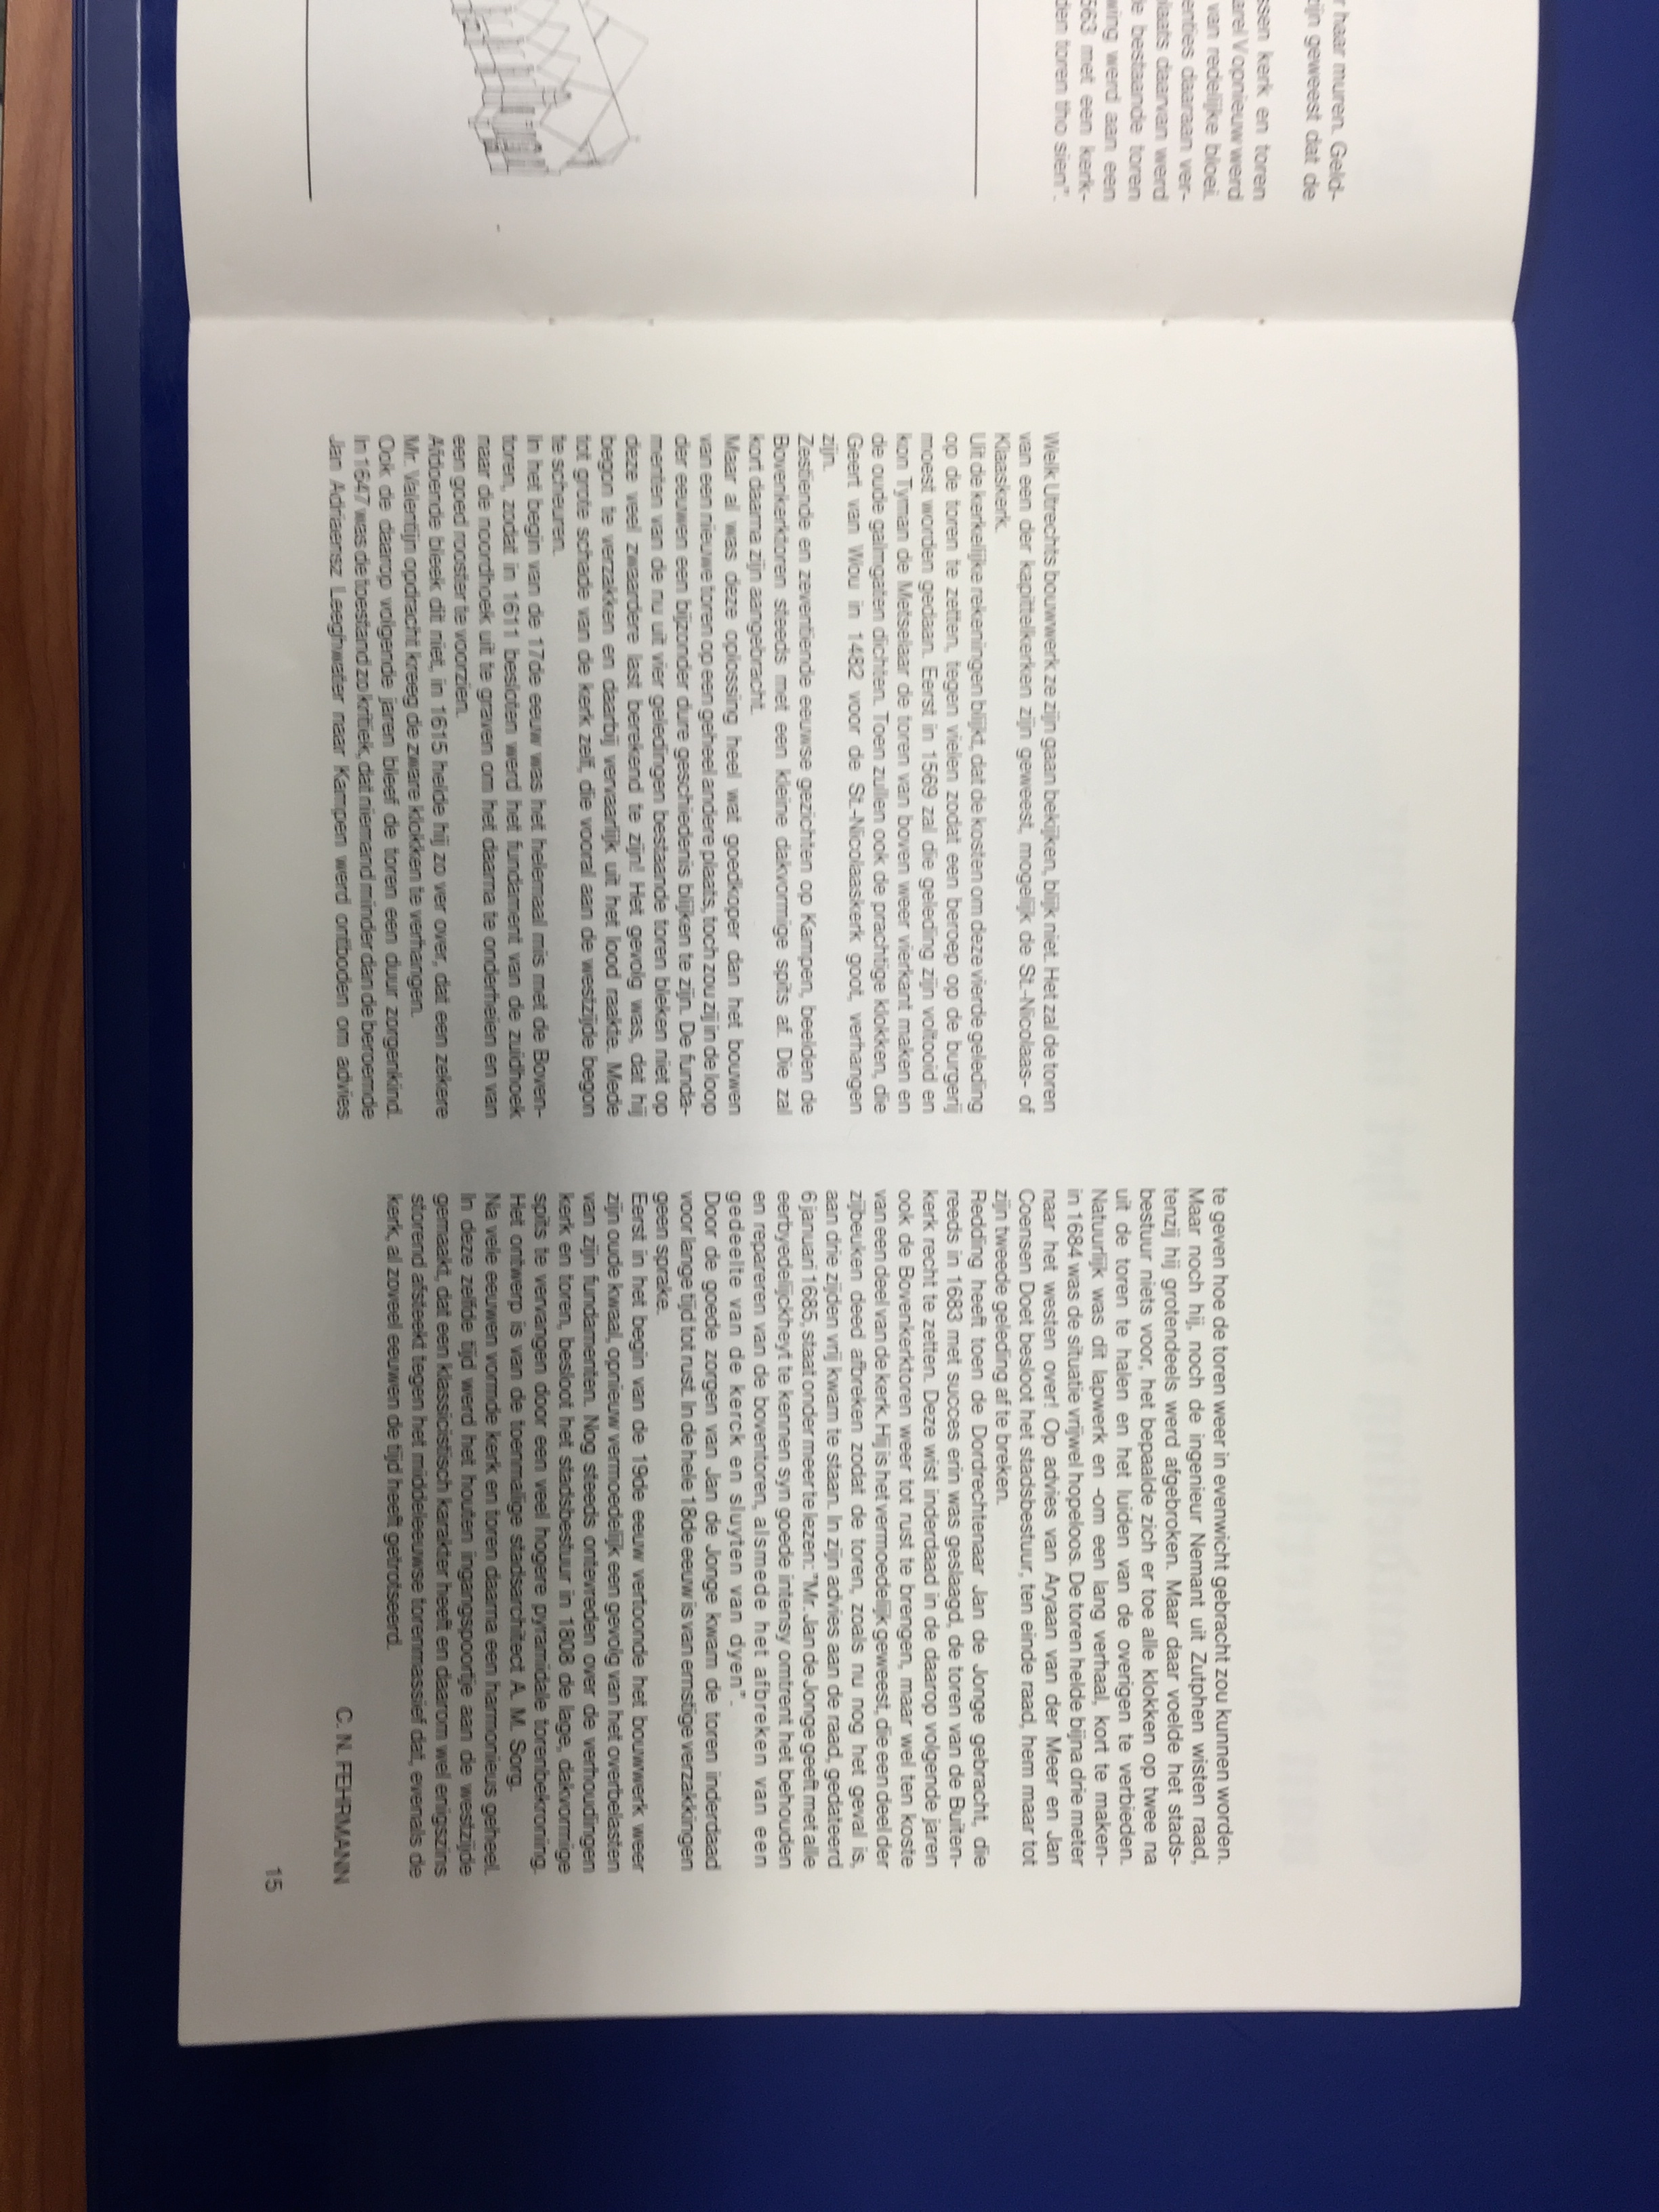 r haar muren. Geld-
zijn geweest dat de
ssen kerk en toren
arel V opnieuw werd
van redelijke bloei.
enties daaraan ver-
laats daarvan werd
e bestaande toren
wing werd aan een
563 met een kerk-
den toren tho sien".
Welk Utrechts bouwwerk ze zijn gaan bekijken, blijk niet. Het zal de toren
van een der kapittelkerken zijn geweest, mogelijk de St.-Nicolaas- of
Klaaskerk.
Uit de kerkelijke rekeningen blijkt, dat de kosten om deze vierde geleding
op de toren te zetten, tegen vielen zodat een beroep op de burgerij
moest worden gedaan. Eerst in 1569 zal die geleding zijn voltooid en
kon Tyman de Metselaar de toren van boven weer vierkant maken en
de oude galmgaten dichten. Toen zullen ook de prachtige klokken, die
Geert van Wou in 1482 voor de St.-Nicolaaskerk goot, verhangen
zijn.
Zestiende en zeventiende eeuwse gezichten op Kampen, beelden de
Bovenkerktoren steeds met een kleine dakvormige spits af. Die zal
kort daarna zijn aangebracht.
Maar al was deze oplossing heel wat goedkoper dan het bouwen
van een nieuwe toren op een geheel andere plaats, toch zou zij in de loop
der eeuwen een bijzonder dure geschiedenis blijken te zijn. De funda-
menten van de nu uit vier geledingen bestaande toren bleken niet op
deze veel zwaardere last berekend te zijn! Het gevolg was, dat hij
begon te verzakken en daarbij vervaarlijk uit het lood raakte. Mede
tot grote schade van de kerk zelf, die vooral aan de westzijde begon
te scheuren.
In het begin van de 17de eeuw was het helemaal mis met de Boven-
toren, zodat in 1611 besloten werd het fundament van de zuidhoek
naar de noordhoek uit te graven om het daarna te onderheien en van
een goed rooster te voorzien.
Afdoende bleek dit niet, in 1615 helde hij zo ver over, dat een zekere
Mr. Valentijn opdracht kreeg de zware klokken te verhangen.
Ook de daarop volgende jaren bleef de toren een duur zorgenkind.
In 1647 was de toestand zo kritiek, dat niemand minder dan de beroemde
Jan Adriaensz Leeghwater naar Kampen werd ontboden om advies
te geven hoe de toren weer in evenwicht gebracht zou kunnen worden.
Maar noch hij, noch de ingenieur Nemant uit Zutphen wisten raad,
tenzij hij grotendeels werd afgebroken. Maar daar voelde het stads-
bestuur niets voor, het bepaalde zich er toe alle klokken op twee na
uit de toren te halen en het luiden van de overigen te verbieden.
Natuurlijk was dit lapwerk en -om een lang verhaal, kort te maken-
in 1684 was de situatie vrijwel hopeloos. De toren helde bijna drie meter
naar het westen over! Op advies van Aryaan van der Meer en Jan
Coensen Doet besloot het stadsbestuur, ten einde raad, hem maar tot
zijn tweede geleding af te breken.
Redding heeft toen de Dordrechtenaar Jan de Jonge gebracht, die
reeds in 1683 met succes erin was geslaagd, de toren van de Buiten-
kerk recht te zetten. Deze wist inderdaad in de daarop volgende jaren
ook de Bovenkerktoren weer tot rust te brengen, maar wel ten koste
van een deel van de kerk. Hij is het vermoedelijk geweest, die een deel der
zijbeuken deed afbreken zodat de toren, zoals nu nog het geval is,
aan drie zijden vrij kwam te staan. In zijn advies aan de raad, gedateerd
6 januari 1685, staat onder meer te lezen: "Mr. Jan de Jonge geeft met alle
eerbyedelijckheyt te kennen syn goede intensy omtrent het behouden
en repareren van de boventoren, alsmede het afbreken van een
gedeelte van de kerck en sluyten van dyen".
Door de goede zorgen van Jan de Jonge kwam de toren inderdaad
voor lange tijd tot rust. In de hele 18de eeuw is van ernstige verzakkingen
geen sprake.
Eerst in het begin van de 19de eeuw vertoonde het bouwwerk weer
zijn oude kwaal, opnieuw vermoedelijk een gevolg van het overbelasten
van zijn fundamenten. Nog steeds ontevreden over de verhoudingen
kerk en toren, besloot het stadsbestuur in 1808 de lage, dakvormige
spits te vervangen door een veel hogere pyramidale torenbekroning.
Het ontwerp is van de toenmalige stadsarchitect A. M. Sorg.
Na vele eeuwen vormde kerk en toren daarna een harmonieus geheel.
In deze zelfde tijd werd het houten ingangsportje aan de westzijde
gemaakt, dat een klassicistisch karakter heeft en daarom wel enigszins
storend afsteekt tegen het middeleeuwse torenmassief dat, evenals de
kerk, al zoveel eeuwen de tijd heeft getrotseerd.
C. N. FEHRMANN
15